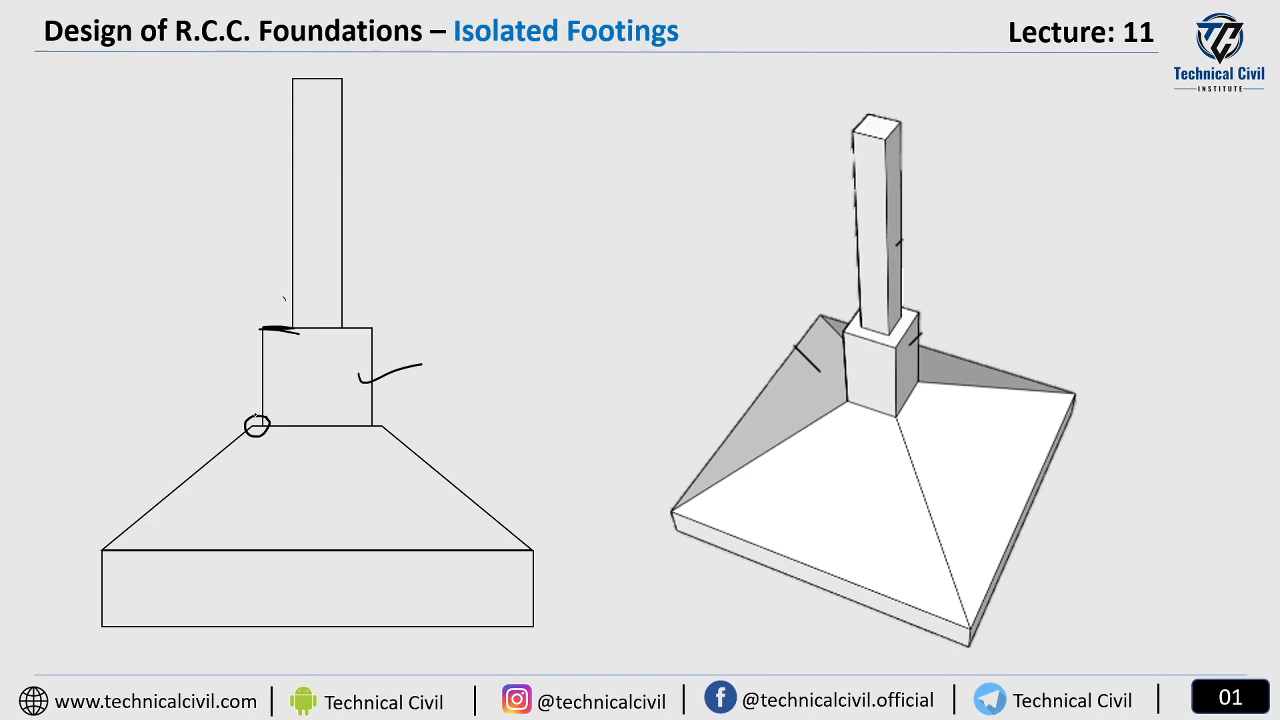 Design of R.C.C. Foundations – Isolated Footings
Lecture: 11
TC
Technical Civil
INSTITUTE
www.technicalcivil.com
Technical Civil
@technicalcivil
@technicalcivil.official
Technical Civil
01